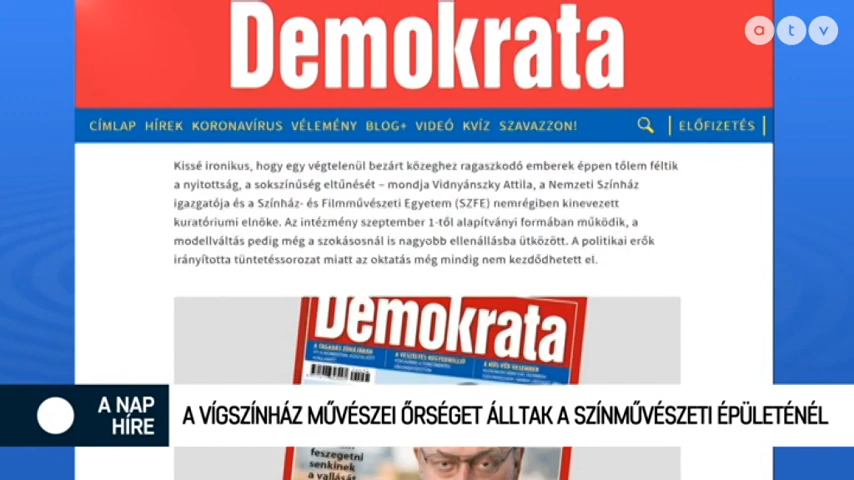 Demokrata
atv
CÍMLAP HÍREK KORONAVÍRUS VÉLEMÉNY BLOG+ VIDEÓ KVÍZ SZAVAZZON! ELŐFIZETÉS
Kissé ironikus, hogy egy végtelenül bezárt közeghez ragaszkodó emberek éppen tőlem féltik
a nyitottság, a sokszínűség eltűnését – mondja Vidnyánszky Attila, a Nemzeti Színház
igazgatója és a Színház- és Filmművészeti Egyetem (SZFE) nemrégiben kinevezett
kuratóriumi elnöke. Az intézmény szeptember 1-től alapítványi formában működik, a
modellváltás pedig még a szokásosnál is nagyobb ellenállásba ütközött. A politikai erők
irányította tüntetéssorozat miatt az oktatás még mindig nem kezdődhetett el.
Demokrata
A NAP
HÍRE
A VÍGSZÍNHÁZ MŰVÉSZEI ŐRSÉGET ÁLLTAK A SZÍNMŰVÉSZETI ÉPÜLETÉNÉL
feszegetni
senkinek
a vallását